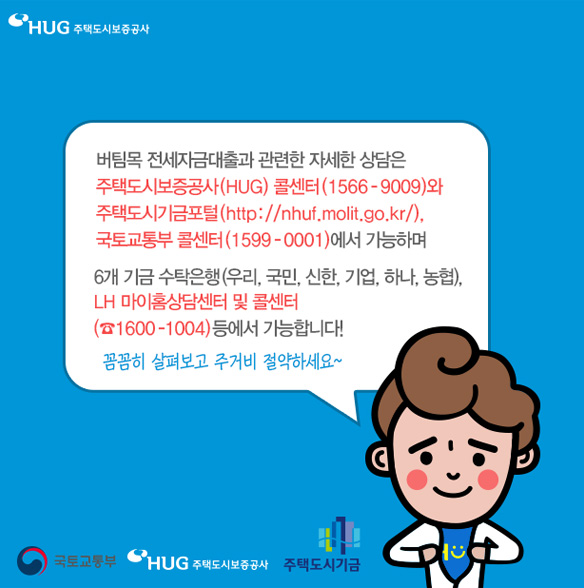 HUG 주택도시보증공사
버팀목 전세자금대출과 관련한 자세한 상담은
주택도시보증공사(HUG) 콜센터(1566-9009)와
주택도시기금포털(http://nhuf.molit.go.kr/),
국토교통부 콜센터(1599-0001)에서 가능하며
6개 기금 수탁은행(우리, 국민, 신한, 기업, 하나, 농협),
LH 마이홈상담센터 및 콜센터
(☎1600-1004)등에서 가능합니다!
꼼꼼히 살펴보고 주거비 절약하세요~
국토교통부 HUG 주택도시보증공사 주택도시기금